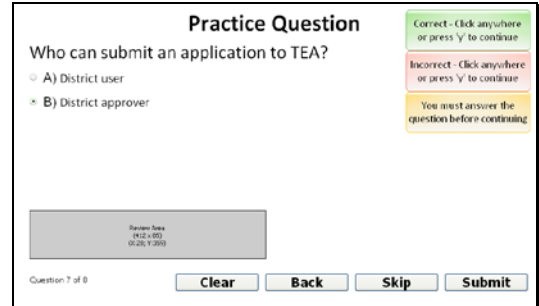 Practice Question
Who can submit an application to TEA?
A) District user
B) District approver
Correct - Click anywhere
or press 'y' to continue
Incorrect - Click anywhere
or press 'y' to continue
You must answer the
question before continuing
Review Area
Question 7 of 8
Clear
Back
Skip
Submit